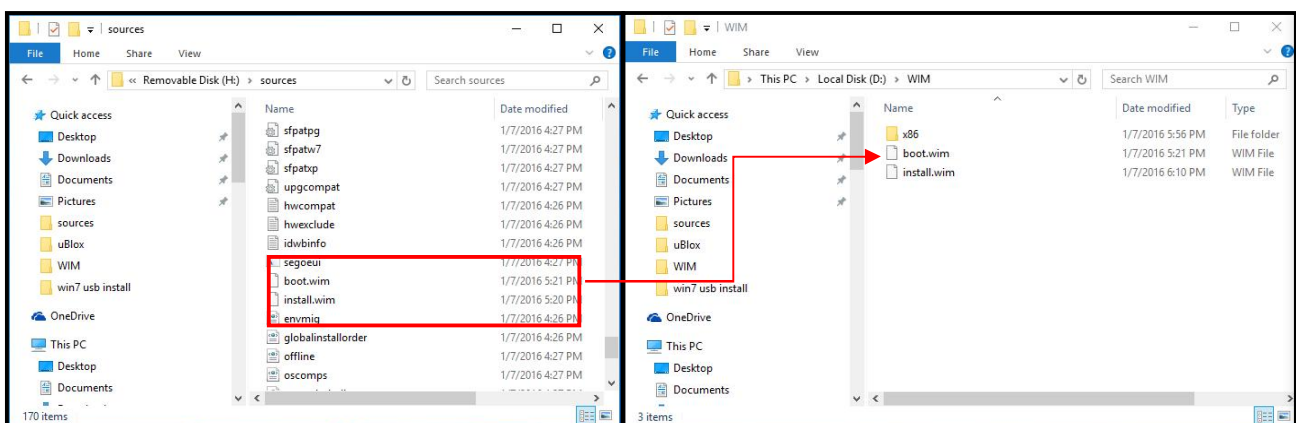 sources
File Home Share View
« Removable Disk (H:) > sources
Search sources
Quick access
Desktop
Downloads
Documents
Pictures
sources
uBlox
WIM
win7 usb install
OneDrive
This PC
Desktop
Documents
Name Date modified
sfpatpg 1/7/2016 4:27 PM
sfpatw7 1/7/2016 4:27 PM
sfpatxp 1/7/2016 4:27 PM
upgcompat 1/7/2016 4:27 PM
hwcompat 1/7/2016 4:26 PM
hwexclude 1/7/2016 4:26 PM
idwbinfo 1/7/2016 4:26 PM
segoeui 1/7/2016 4:27 PM
boot.wim 1/7/2016 5:21 PM
install.wim 1/7/2016 5:20 PM
envmig 1/7/2016 4:26 PM
globalinstallorder 1/7/2016 4:26 PM
offline 1/7/2016 4:27 PM
oscomps 1/7/2016 4:27 PM
170 items
WIM
File Home Share View
> This PC > Local Disk (D:) > WIM
Search WIM
Quick access
Desktop
Downloads
Documents
Pictures
sources
uBlox
WIM
win7 usb install
OneDrive
This PC
Desktop
Documents
Name Date modified Type
x86 1/7/2016 5:56 PM File folder
boot.wim 1/7/2016 5:21 PM WIM File
install.wim 1/7/2016 6:10 PM WIM File
3 items